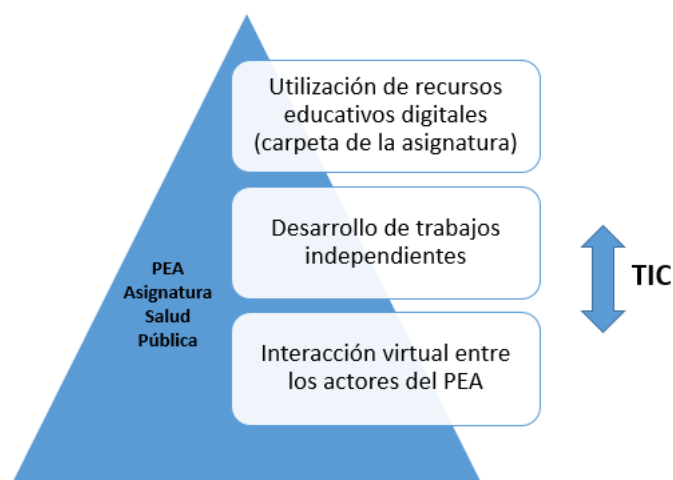 Utilización de recursos
educativos digitales
(carpeta de la asignatura)
Desarrollo de trabajos
independientes
Interacción virtual entre
los actores del PEA
PEA
Asignatura
Salud
Pública
TIC